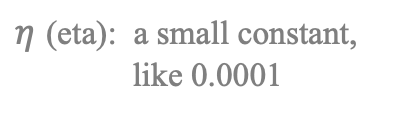 η (eta): a small constant,
like 0.0001